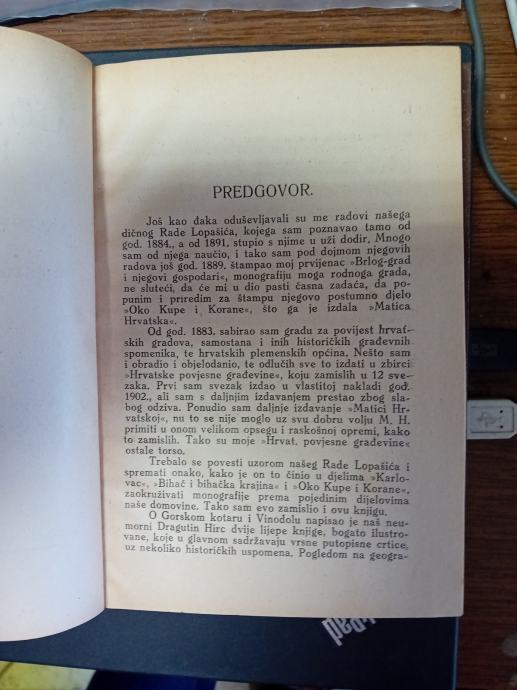 PREDGOVOR.
Još kao đaka oduševljavali su me radovi našega
dičnog Rade Lopašića, kojega sam poznavao tamo od
god. 1884., a od 1891. stupio s njime u uži dodir. Mnogo
sam od njega naučio, i tako sam pod dojmom njegovih
radova još god. 1889. štampao moj prvijenac »Brlog-grad
i njegovi gospodari«, monografiju moga rodnoga grada,
ne sluteći, da će mi u dio pasti časna zadaća, da po-
punim i priredim za štampu njegovo postumno djelo
»Oko Kupe i Korane«, što ga je izdala »Matica
Hrvatska«.
Od god. 1883. sabirao sam građu za povijest hrvat-
skih gradova, samostana i inih historičkih građevnih
spomenika, te hrvatskih plemenskih općina. Nešto sam
i obradio i objelodanio, te odlučih sve to izdati u zbirci
»Hrvatske povjesne građevine«, koju zamislih u 12 sve-
zaka. Prvi sam svezak izdao u vlastitoj nakladi god.
1902., ali sam s daljnjim izdavanjem prestao zbog sla-
bog odziva. Ponudio sam daljnje izdavanje »Matici Hr-
vatskoj«, nu to se nije moglo uz svu dobru volju M. H.
primiti u onom velikom opsegu i raskošnoj opremi, kako
to zamislih. Tako su moje »Hrvat. povjesne građevine«
ostale torso.
Trebalo se povesti uzorom našeg Rade Lopašića i
spremati onako, kako je on to činio u djelima »Karlo-
vac«, »Bihać i bihačka krajina« i »Oko Kupe i Korane«,
zaokruživati monografije prema pojedinim dijelovima
naše domovine. Tako sam evo zamislio i ovu knjigu.
O Gorskom kotaru i Vinodolu napisao je naš neu-
morni Dragutin Hirc dvije lijepe knjige, bogato ilustro-
vane, koje u glavnom sadržavaju vrsne putopisne crtice,
uz nekoliko historičkih uspomena. Pogledom na geogra-